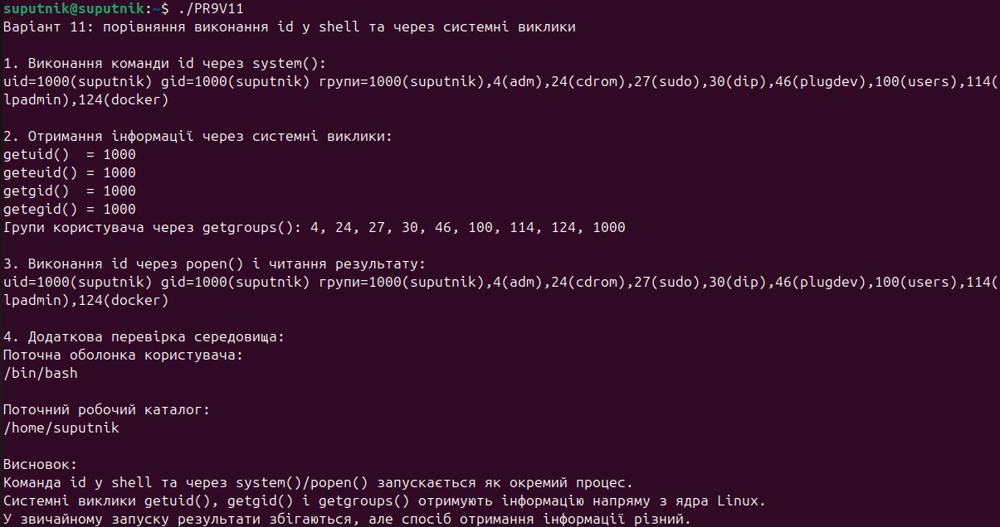 suputnik@suputnik:~$ ./PR9V11
Варіант 11: порівняння виконання id у shell та через системні виклики
1. Виконання команди id через system():
uid=1000(suputnik) gid=1000(suputnik) групи=1000(suputnik),4(adm),24(cdrom),27(sudo),30(dip),46(plugdev),100(users),114(
lpadmin),124(docker)
2. Отримання інформації через системні виклики:
getuid()  = 1000
geteuid() = 1000
getgid()  = 1000
getegid() = 1000
Групи користувача через getgroups(): 4, 24, 27, 30, 46, 100, 114, 124, 1000
3. Виконання id через popen() і читання результату:
uid=1000(suputnik) gid=1000(suputnik) групи=1000(suputnik),4(adm),24(cdrom),27(sudo),30(dip),46(plugdev),100(users),114(
lpadmin),124(docker)
4. Додаткова перевірка середовища:
Поточна оболонка користувача:
/bin/bash
Поточний робочий каталог:
/home/suputnik
Висновок:
Команда id у shell та через system()/popen() запускається як окремий процес.
Системні виклики getuid(), getgid() і getgroups() отримують інформацію напряму з ядра Linux.
У звичайному запуску результати збігаються, але спосіб отримання інформації різний.